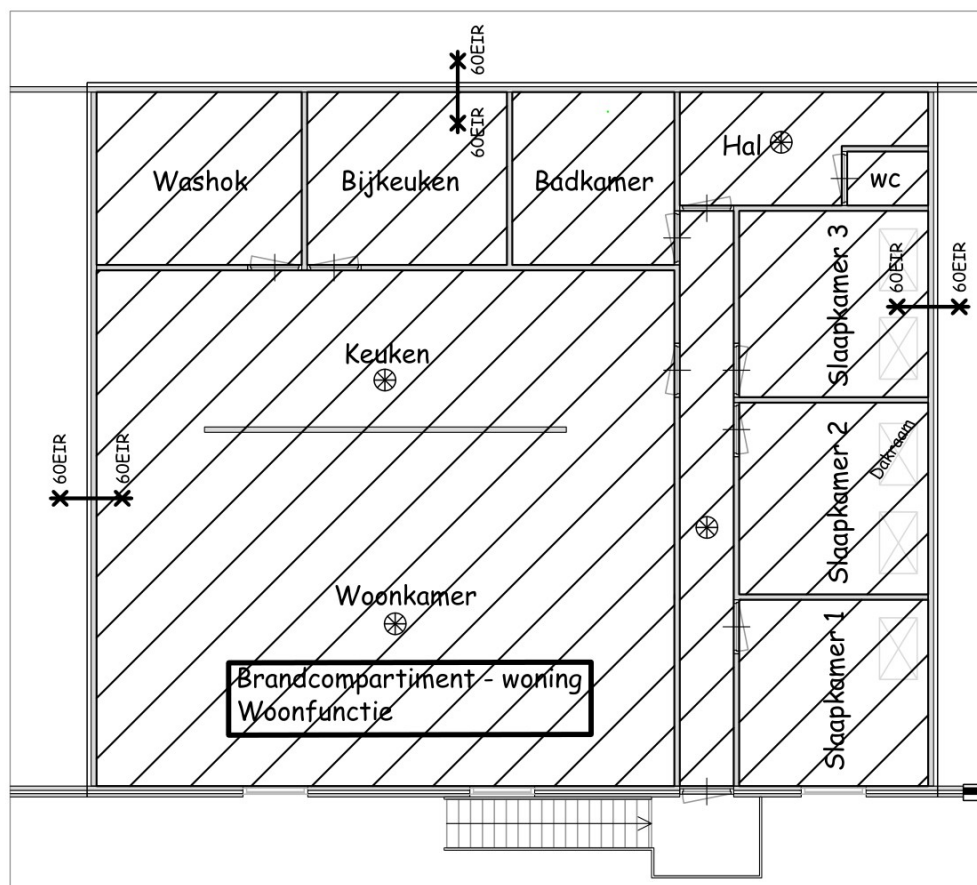 60EIR
60EIR
Washok
Bijkeuken
Badkamer
Hal
wc
Slaapkamer 3
60EIR
60EIR
Keuken
Slaapkamer 2
Dakraam
60EIR
60EIR
Woonkamer
Slaapkamer 1
Brandcompartiment - woning
Woonfunctie